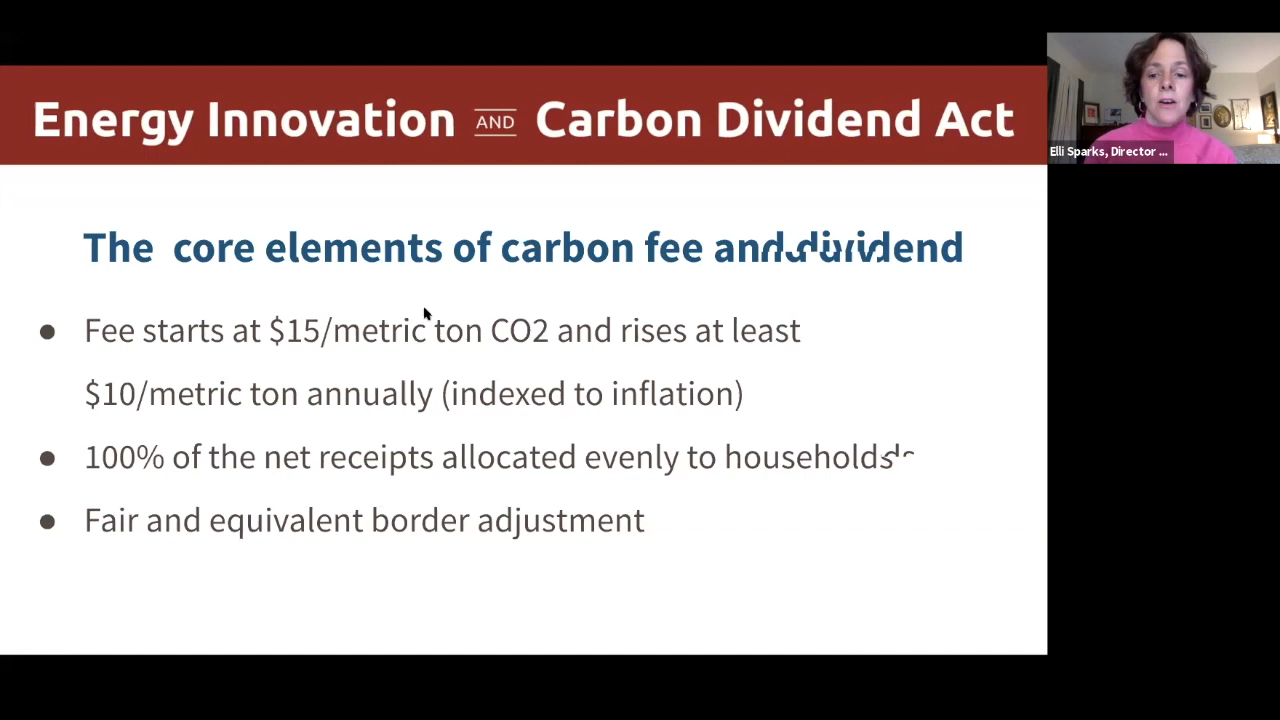 Energy Innovation AND Carbon Dividend Act
Elli Sparks, Director ...
The core elements of carbon fee and dividend
● Fee starts at $15/metric ton CO2 and rises at least
$10/metric ton annually (indexed to inflation)
● 100% of the net receipts allocated evenly to households
● Fair and equivalent border adjustment